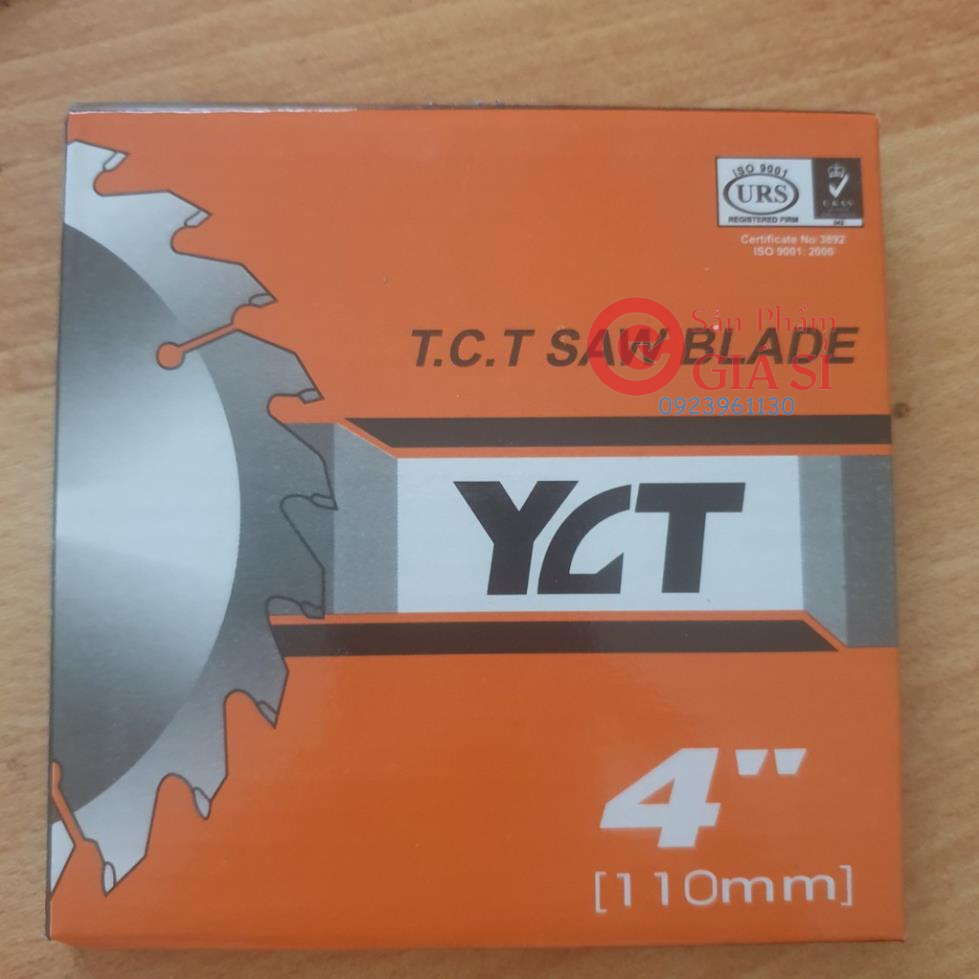 ISO 9001
URS
REGISTERED FIRM
UKAS
Certificate No:3892
ISO 9001: 2000
T.C.T SAW BLADE
Sản Phẩm
GIÁ SỈ
0923961130
YCT
4"
[110mm]